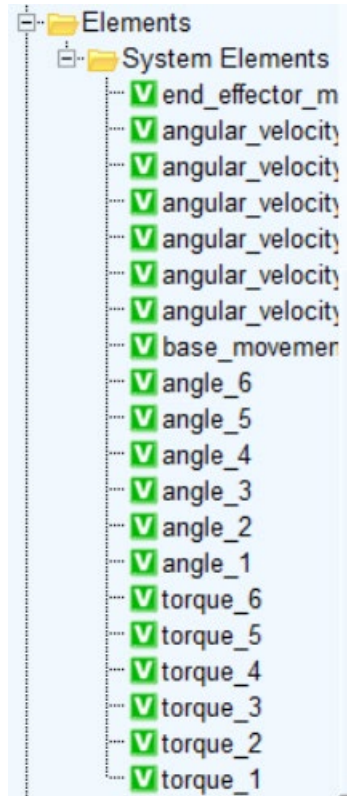 Elements
System Elements
V end_effector_m
V angular_velocity
V angular_velocity
V angular_velocity
V angular_velocity
V angular_velocity
V angular_velocity
V base_movemen
V angle_6
V angle_5
V angle_4
V angle_3
V angle_2
V angle_1
V torque_6
V torque_5
V torque_4
V torque_3
V torque_2
V torque_1